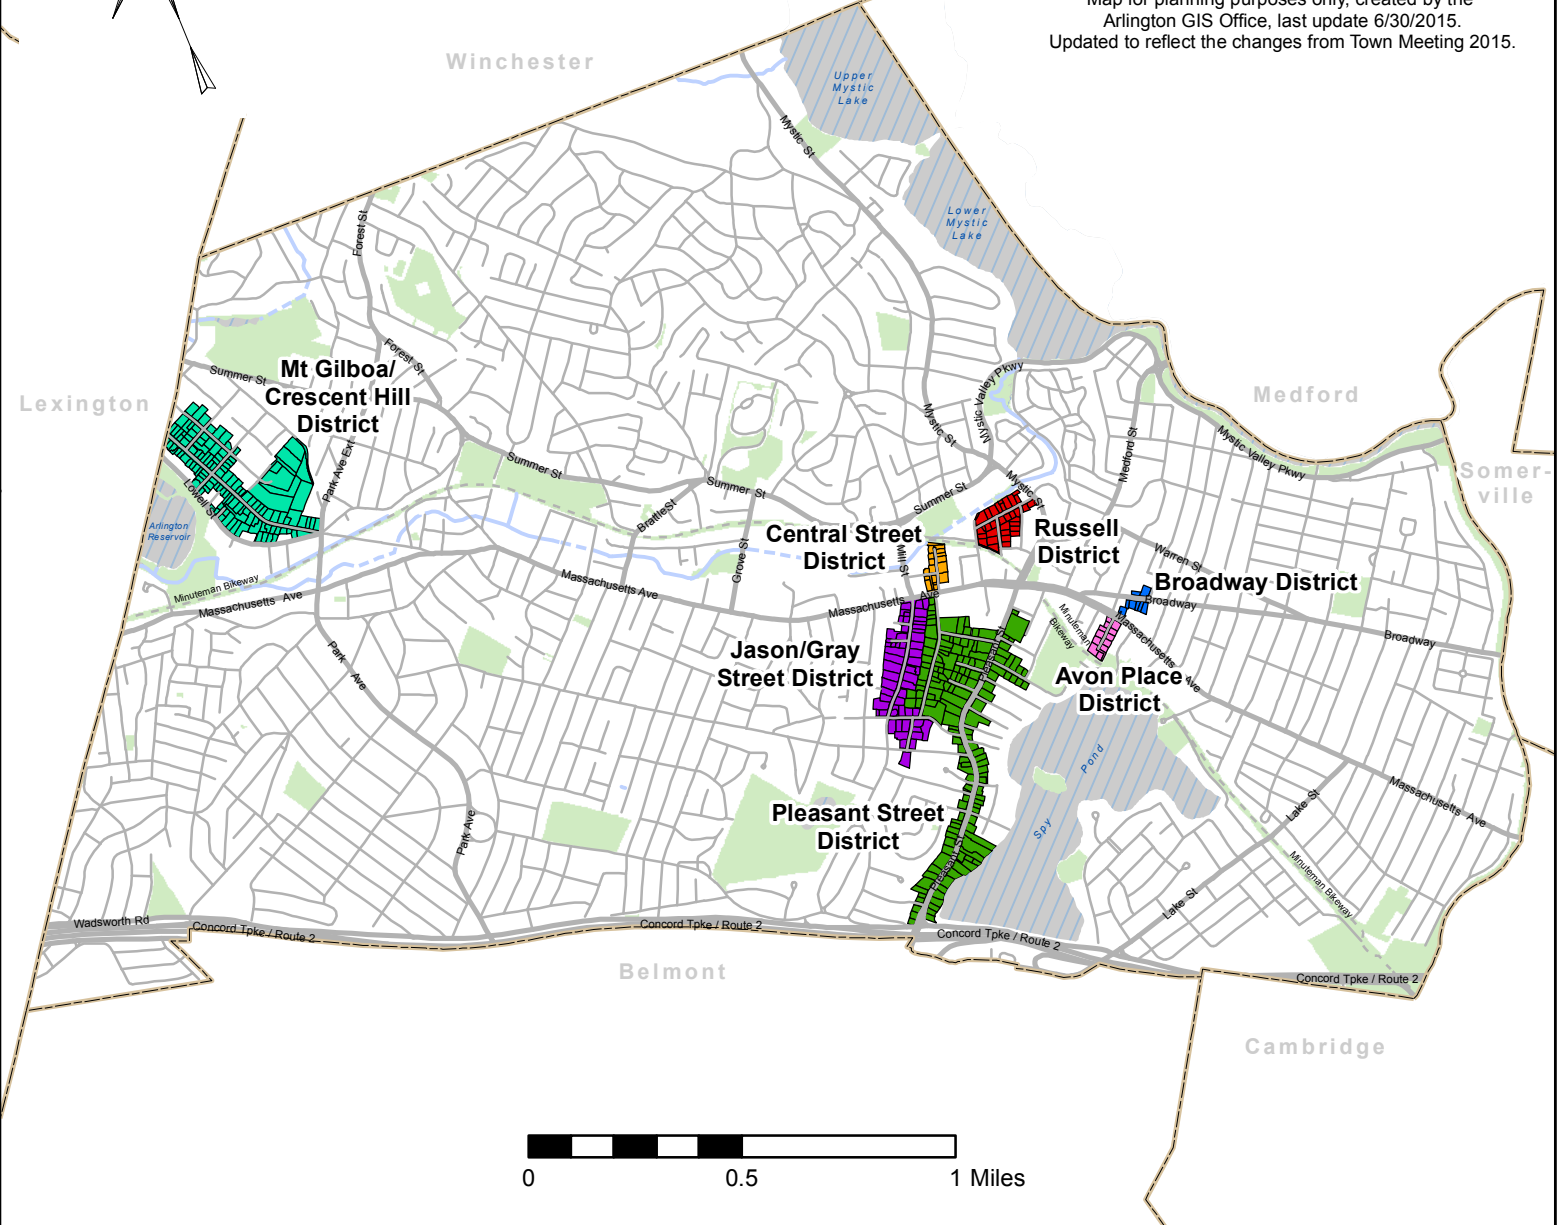 Map for planning purposes only, created by the
Arlington GIS Office, last update 6/30/2015.
Updated to reflect the changes from Town Meeting 2015.
Winchester
Upper
Mystic
Lake
Mystic St
Lower
Mystic
Lake
Forest St
Forest St
Summer St
Mt Gilboa/
Crescent Hill
District
Lexington
Medford
Mystic Valley Pkwy
Mystic Valley
Mystic St
Medford St
Mystic Valley Pkwy
Somer-
ville
Park Ave Ext
Summer St
Summer St
Summer St
Mystic St
Lowell St
Arlington
Reservoir
Brattle St
Grove St
Mill St
Central Street
District
Russell
District
Warren St
Broadway District
Broadway
Broadway
Minuteman Bikeway
Massachusetts Ave
Massachusetts Ave
Massachusetts Ave
Massachusetts Ave
Minuteman
Bikeway
Jason/Gray
Street District
Pleasant St
Avon Place
District
Park Ave
Spy Pond
Massachusetts Ave
Lake St
Pleasant Street
District
Park Ave
Pleasant St
Minuteman Bikeway
Lake St
Wadsworth Rd
Concord Tpke / Route 2
Concord Tpke / Route 2
Concord Tpke / Route 2
Concord Tpke / Route 2
Belmont
Cambridge
0 0.5 1 Miles